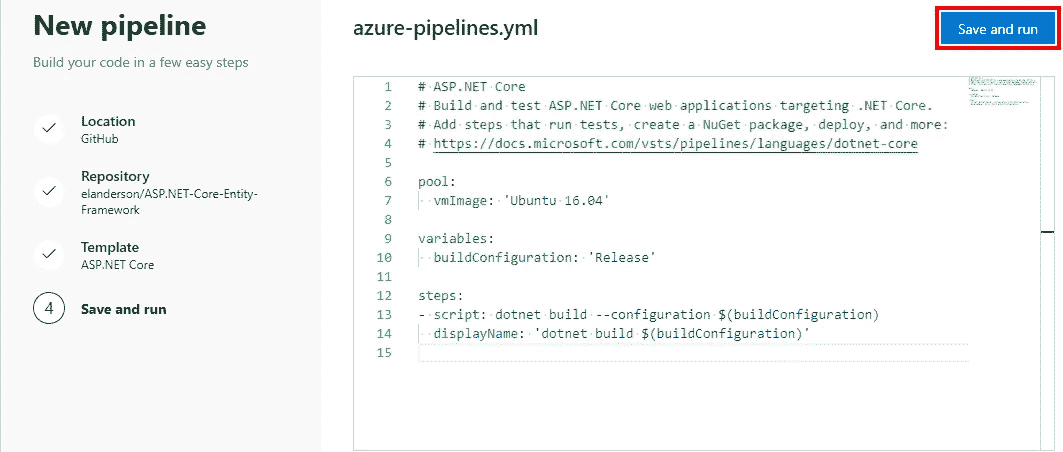 New pipeline
Build your code in a few easy steps
Location
GitHub
Repository
elanderson/ASP.NET-Core-Entity-
Framework
Template
ASP.NET Core
4 Save and run
azure-pipelines.yml
Save and run
1 # ASP.NET Core
2 # Build and test ASP.NET Core web applications targeting .NET Core.
3 # Add steps that run tests, create a NuGet package, deploy, and more:
4 # https://docs.microsoft.com/vsts/pipelines/languages/dotnet-core
5
6 pool:
7   vmImage: 'Ubuntu 16.04'
8
9 variables:
10   buildConfiguration: 'Release'
11
12 steps:
13 - script: dotnet build --configuration $(buildConfiguration)
14   displayName: 'dotnet build $(buildConfiguration)'
15